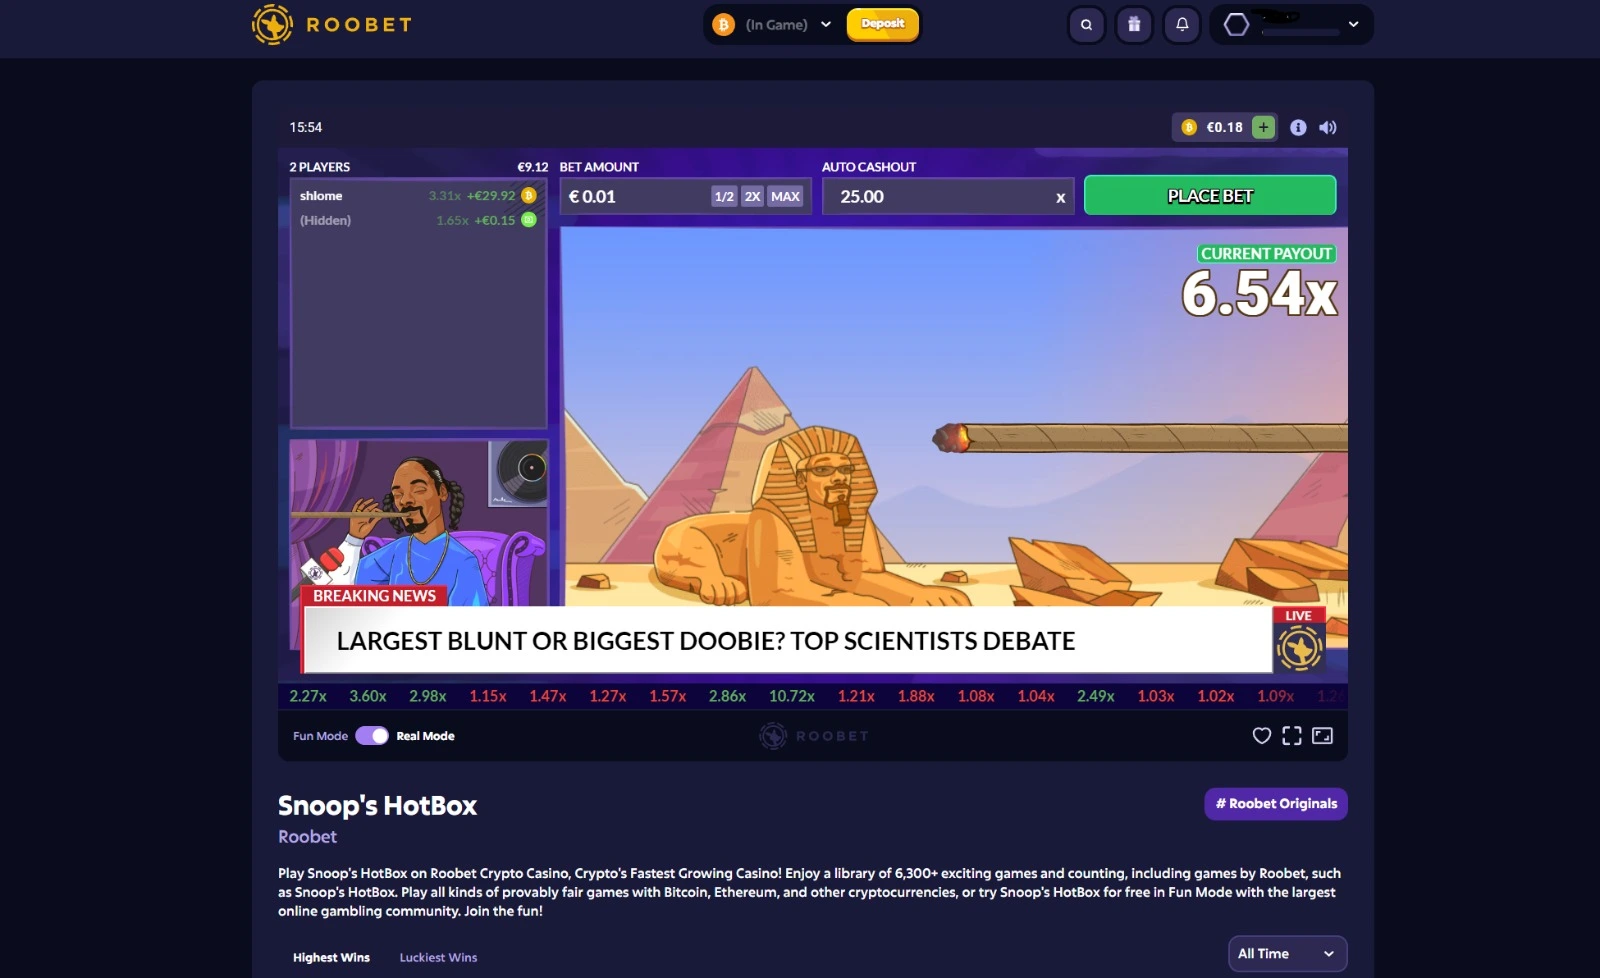 ROOBET
(In Game)
Deposit
15:54
€0.18
2 PLAYERS €9.12
shlome 3.31x +€29.92
(Hidden) 1.65x +€0.15
BET AMOUNT
€ 0.01 1/2 2X MAX
AUTO CASHOUT
25.00 x
PLACE BET
CURRENT PAYOUT
6.54x
BREAKING NEWS
LARGEST BLUNT OR BIGGEST DOOBIE? TOP SCIENTISTS DEBATE
LIVE
2.27x 3.60x 2.98x 1.15x 1.47x 1.27x 1.57x 2.86x 10.72x 1.21x 1.88x 1.08x 1.04x 2.49x 1.03x 1.02x 1.09x
Fun Mode Real Mode
ROOBET
Snoop's HotBox
# Roobet Originals
Roobet
Play Snoop's HotBox on Roobet Crypto Casino, Crypto's Fastest Growing Casino! Enjoy a library of 6,300+ exciting games and counting, including games by Roobet, such
as Snoop's HotBox. Play all kinds of provably fair games with Bitcoin, Ethereum, and other cryptocurrencies, or try Snoop's HotBox for free in Fun Mode with the largest
online gambling community. Join the fun!
Highest Wins Luckiest Wins
All Time